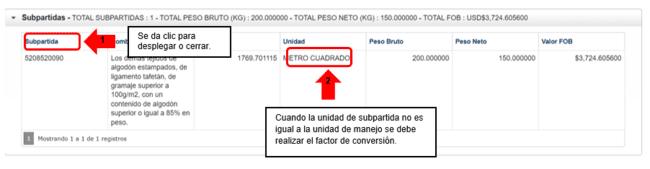 Subpartidas - TOTAL SUBPARTIDAS : 1 - TOTAL PESO BRUTO (KG) : 200.000000 - TOTAL PESO NETO (KG) : 150.000000 - TOTAL FOB : USD$3,724.605600
Se da clic para
desplegar o cerrar.
1
Subpartida Unidad Peso Bruto Peso Neto Valor FOB
5208520090 Los demás tejidos de 1769.701115 METRO CUADRADO 200.000000 150.000000 $3,724.605600
algodón estampados, de
ligamento tafetán, de
gramaje superior a
100g/m2, con un
contenido de algodón
superior o igual a 85% en
peso.
2
Cuando la unidad de subpartida no es
igual a la unidad de manejo se debe
realizar el factor de conversión.
1 Mostrando 1 a 1 de 1 registros